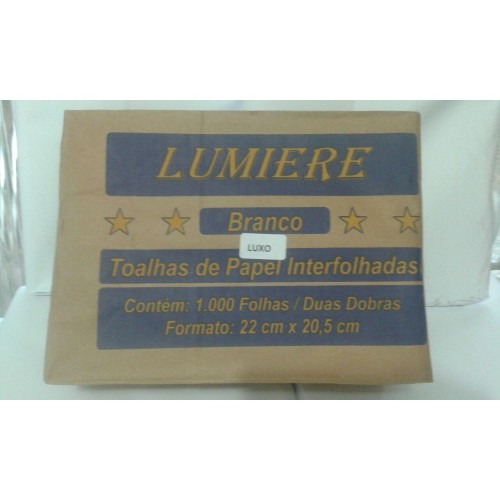 LUMIERE
Branco
LUXO
Toalhas de Papel Interfolhadas
Contém: 1.000 Folhas / Duas Dobras
Formato: 22 cm x 20,5 cm